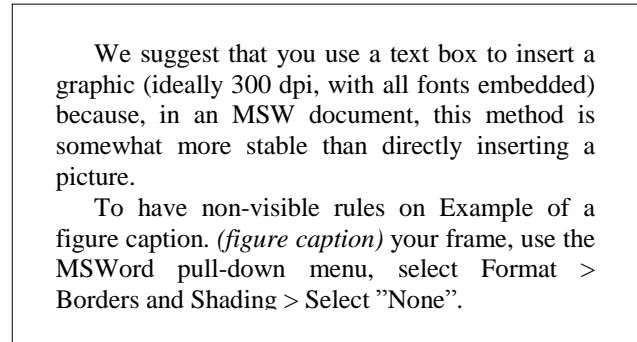 We suggest that you use a text box to insert a
graphic (ideally 300 dpi, with all fonts embedded)
because, in an MSW document, this method is
somewhat more stable than directly inserting a
picture.
To have non-visible rules on Example of a
figure caption. (figure caption) your frame, use the
MSWord pull-down menu, select Format >
Borders and Shading > Select ”None”.